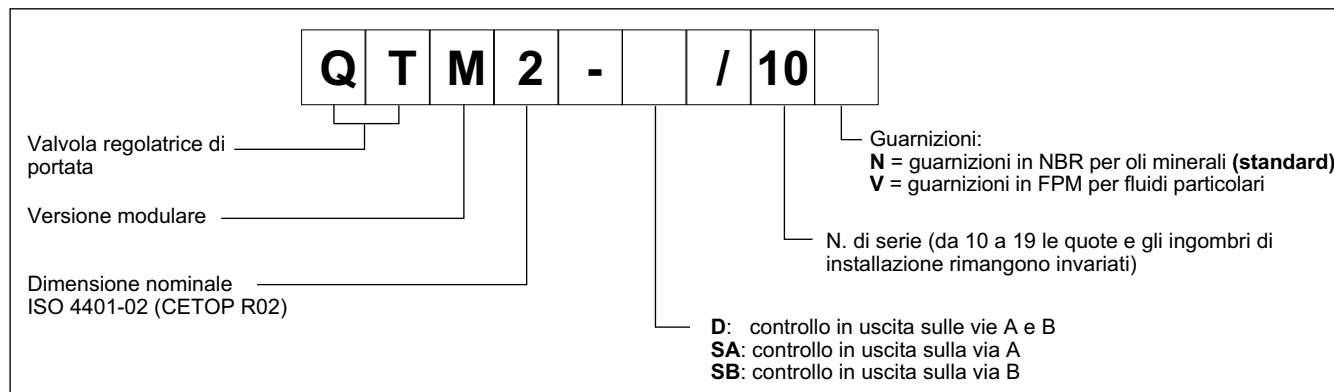 Q T M 2 - / 10
Valvola regolatrice di
portata
Versione modulare
Dimensione nominale
ISO 4401-02 (CETOP R02)
Guarnizioni:
N = guarnizioni in NBR per oli minerali (standard)
V = guarnizioni in FPM per fluidi particolari
N. di serie (da 10 a 19 le quote e gli ingombri di
installazione rimangono invariati)
D: controllo in uscita sulle vie A e B
SA: controllo in uscita sulla via A
SB: controllo in uscita sulla via B